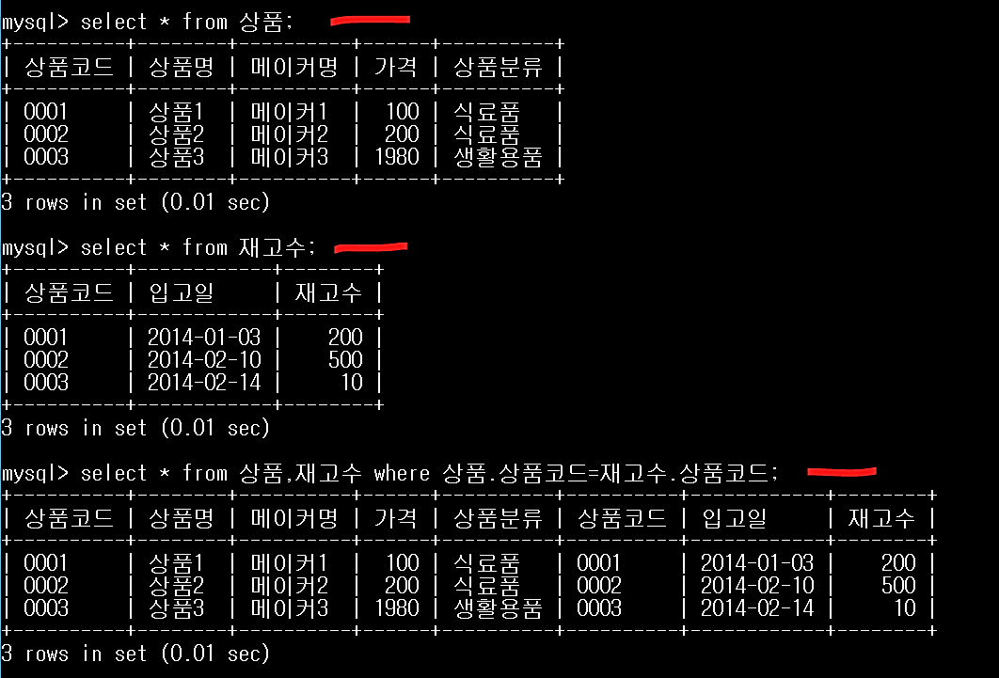 mysql> select * from 상품;
+----------+--------+----------+------+----------+
| 상품코드 | 상품명 | 메이커명 | 가격 | 상품분류 |
+----------+--------+----------+------+----------+
| 0001     | 상품1  | 메이커1  |  100 | 식료품   |
| 0002     | 상품2  | 메이커2  |  200 | 식료품   |
| 0003     | 상품3  | 메이커3  | 1980 | 생활용품 |
+----------+--------+----------+------+----------+
3 rows in set (0.01 sec)
mysql> select * from 재고수;
+----------+------------+--------+
| 상품코드 | 입고일     | 재고수 |
+----------+------------+--------+
| 0001     | 2014-01-03 |    200 |
| 0002     | 2014-02-10 |    500 |
| 0003     | 2014-02-14 |     10 |
+----------+------------+--------+
3 rows in set (0.01 sec)
mysql> select * from 상품,재고수 where 상품.상품코드=재고수.상품코드;
+----------+--------+----------+------+----------+----------+------------+--------+
| 상품코드 | 상품명 | 메이커명 | 가격 | 상품분류 | 상품코드 | 입고일     | 재고수 |
+----------+--------+----------+------+----------+----------+------------+--------+
| 0001     | 상품1  | 메이커1  |  100 | 식료품   | 0001     | 2014-01-03 |    200 |
| 0002     | 상품2  | 메이커2  |  200 | 식료품   | 0002     | 2014-02-10 |    500 |
| 0003     | 상품3  | 메이커3  | 1980 | 생활용품 | 0003     | 2014-02-14 |     10 |
+----------+--------+----------+------+----------+----------+------------+--------+
3 rows in set (0.01 sec)